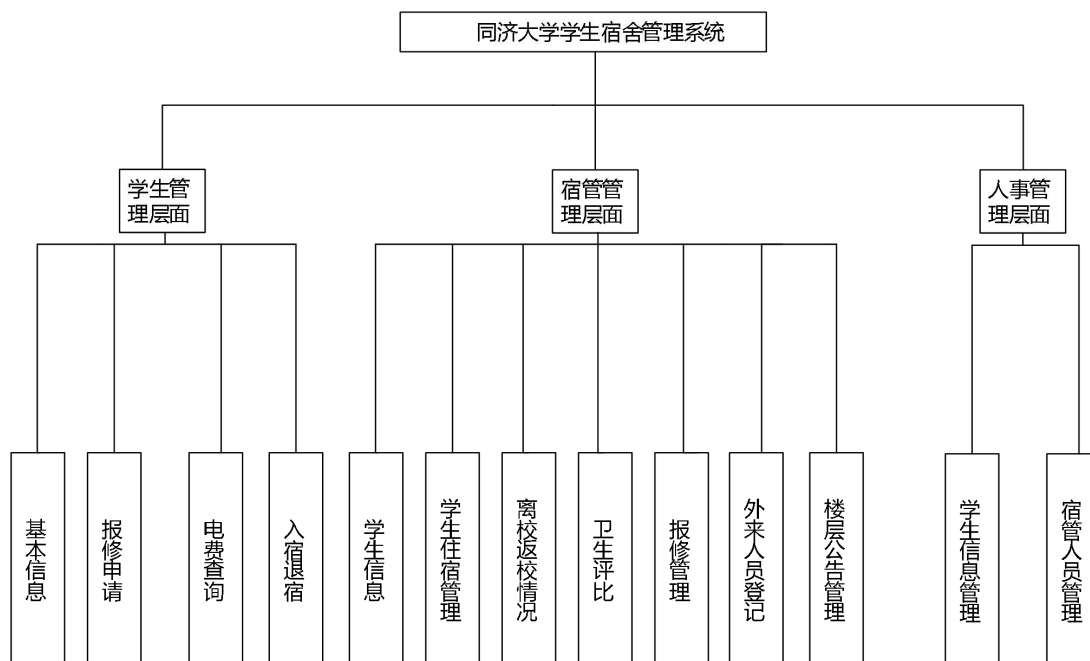 同济大学学生宿舍管理系统
学生管
理层面
宿管管
理层面
人事管
理层面
基本信息
报修申请
电费查询
入宿退宿
学生信息
学生住宿管理
离校返校情况
卫生评比
报修管理
外来人员登记
楼层公告管理
学生信息管理
宿管人员管理